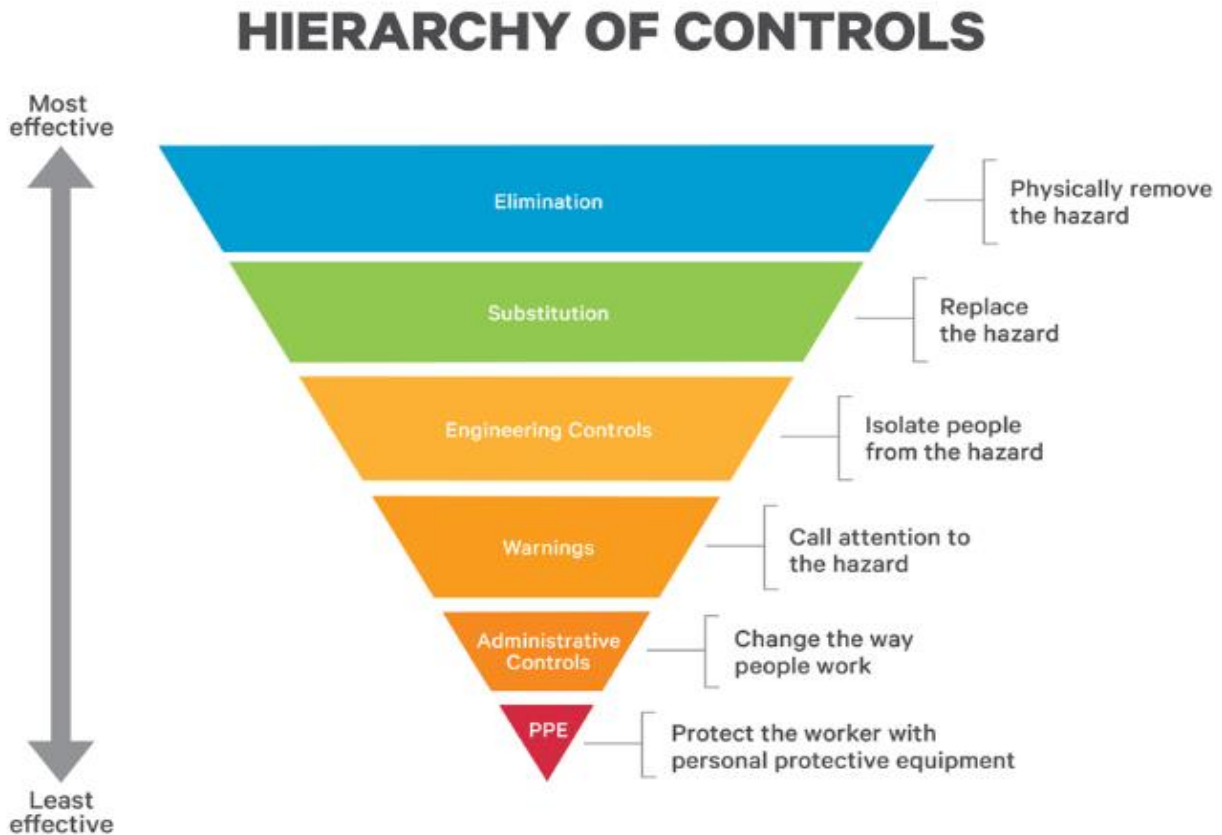 HIERARCHY OF CONTROLS
Most
effective
Elimination
Physically remove
the hazard
Substitution
Replace
the hazard
Engineering Controls
Isolate people
from the hazard
Warnings
Call attention to
the hazard
Administrative
Controls
Change the way
people work
PPE
Protect the worker with
personal protective equipment
Least
effective